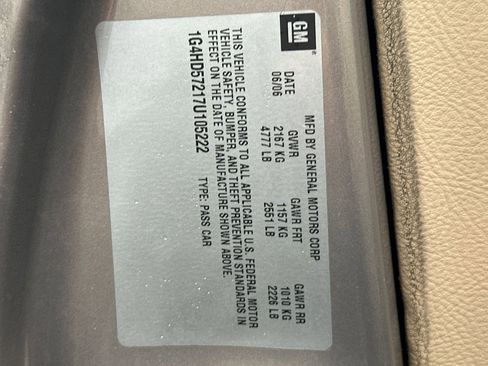 GM
MFD BY GENERAL MOTORS CORP
DATE GVWR GAWR FRT GAWR RR
06/06 2167 KG 1157 KG 1010 KG
4777 LB 2551 LB 2226 LB
THIS VEHICLE CONFORMS TO ALL APPLICABLE U.S. FEDERAL MOTOR
VEHICLE SAFETY, BUMPER, AND THEFT PREVENTION STANDARDS IN
EFFECT ON THE DATE OF MANUFACTURE SHOWN ABOVE.
1G4HD57217U105222 TYPE: PASS CAR